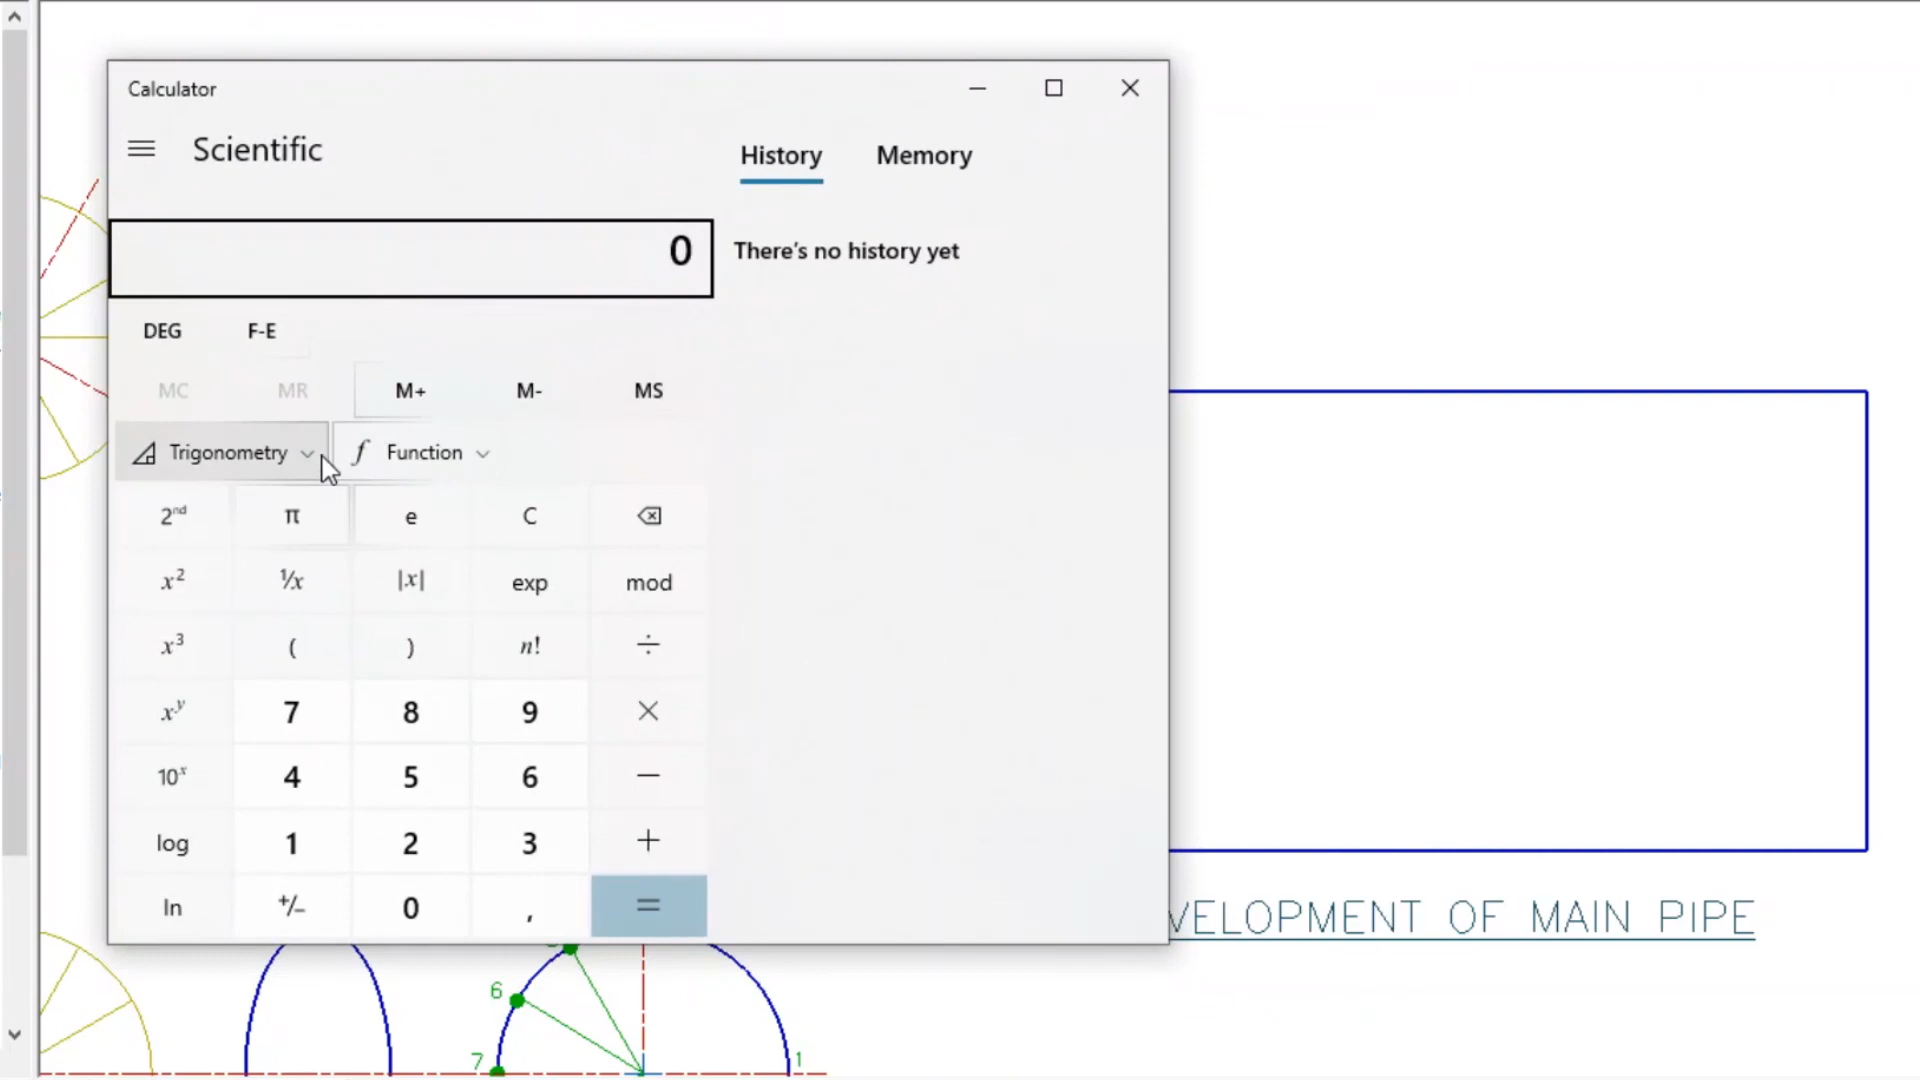 Calculator
Scientific
History Memory
0
There's no history yet
DEG F-E
MC MR M+ M- MS
Trigonometry f Function
2ⁿᵈ π e C
x² ¹/x |x| exp mod
x³ ( ) n! ÷
xʸ 7 8 9 ×
10ˣ 4 5 6 −
log 1 2 3 +
ln +/− 0 , =
VELOPMENT OF MAIN PIPE
6
7
1